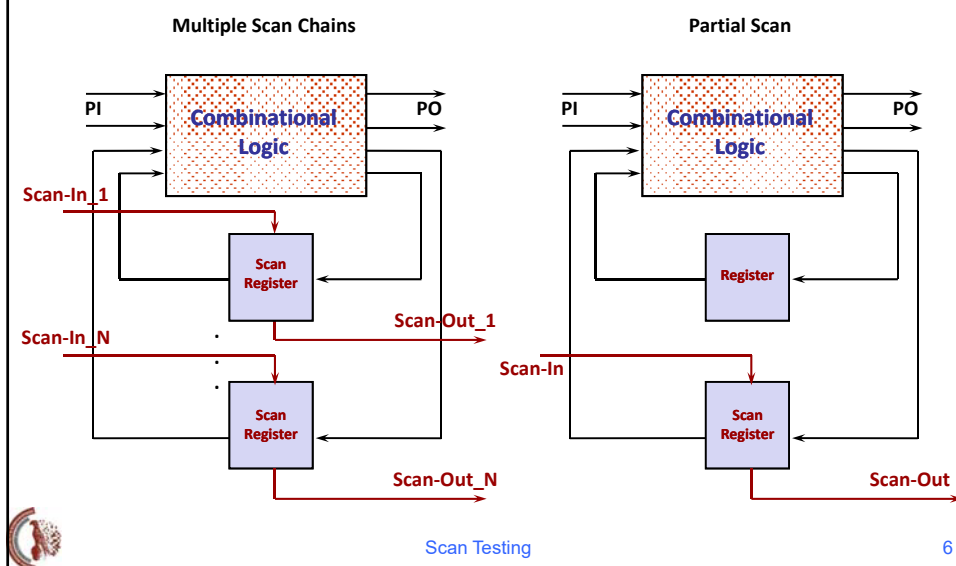 Multiple Scan Chains
PI
Combinational
Logic
PO
Scan-In_1
Scan
Register
Scan-Out_1
Scan-In_N
.
.
.
Scan
Register
Scan-Out_N
Partial Scan
PI
Combinational
Logic
PO
Register
Scan-In
Scan
Register
Scan-Out
Scan Testing
6